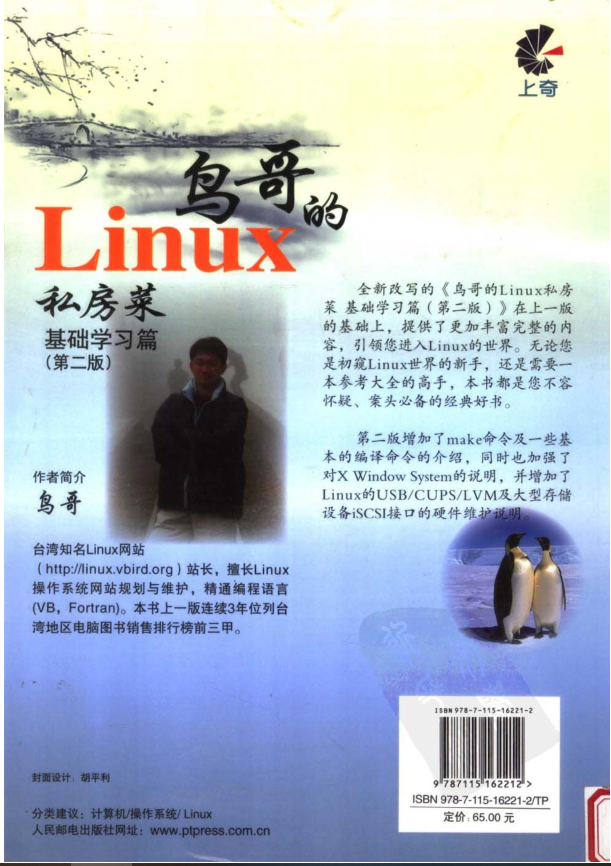 上奇
鸟哥的
Linux
私房菜
基础学习篇
(第二版)
全新改写的《鸟哥的Linux私房
菜 基础学习篇(第二版)》在上一版
的基础上，提供了更加丰富完整的内
容，引领您进入Linux的世界。无论您
是初窥Linux世界的新手，还是需要一
本参考大全的高手，本书都是您不容
怀疑、案头必备的经典好书。
第二版增加了make命令及一些基
本的编译命令的介绍，同时也加强了
对X Window System的说明，并增加了
Linux的USB/CUPS/LVM及大型存储
设备iSCSI接口的硬件维护说明。
作者简介
鸟哥
台湾知名Linux网站
（http://linux.vbird.org）站长，擅长Linux
操作系统网站规划与维护，精通编程语言
(VB，Fortran)。本书上一版连续3年位列台
湾地区电脑图书销售排行榜前三甲。
ISBN 978-7-115-16221-2
9 787115 162212 >
ISBN 978-7-115-16221-2/TP
定价: 65.00 元
封面设计：胡平利
分类建议：计算机/操作系统/ Linux
人民邮电出版社网址：www.ptpress.com.cn